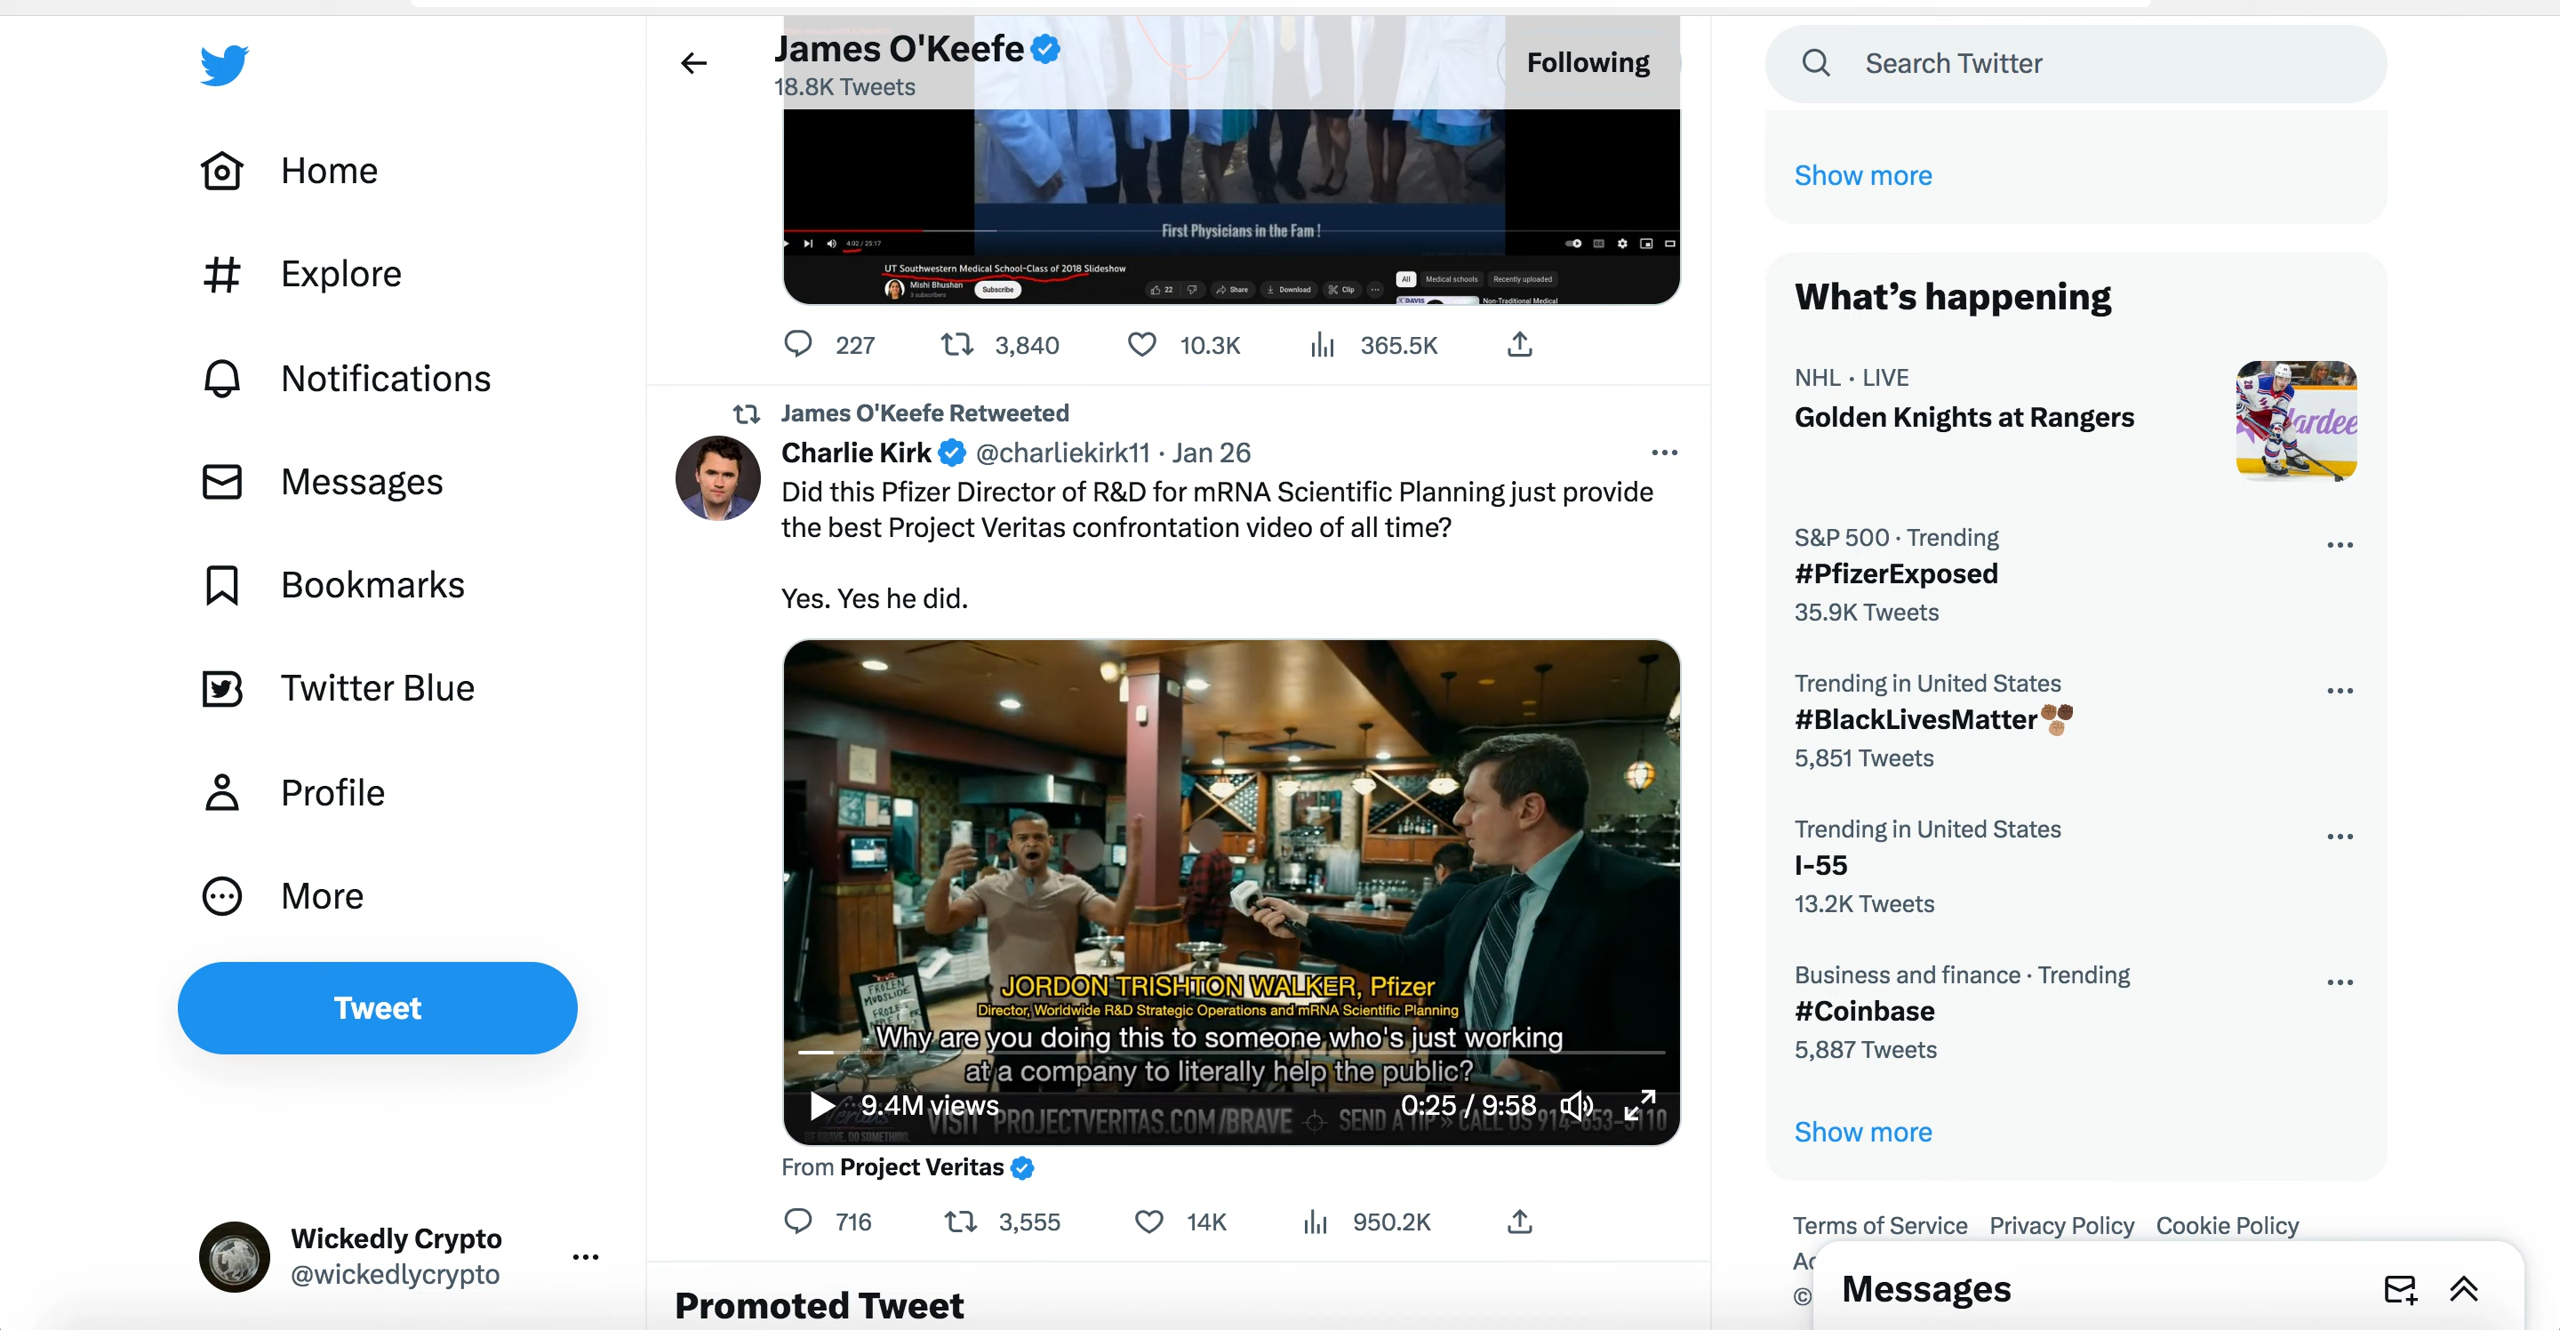 James O'Keefe
18.8K Tweets
Following
Search Twitter
Home
Explore
Notifications
Messages
Bookmarks
Twitter Blue
Profile
More
Tweet
Wickedly Crypto
@wickedlycrypto
First Physicians in the Fam !
4:02 / 25:17
UT Southwestern Medical School-Class of 2018 Slideshow
Mishi Bhushan
3 subscribers
Subscribe
22
Share
Download
Clip
All
Medical schools
Recently uploaded
Non-Traditional Medical
227 3,840 10.3K 365.5K
James O'Keefe Retweeted
Charlie Kirk @charliekirk11 · Jan 26
Did this Pfizer Director of R&D for mRNA Scientific Planning just provide
the best Project Veritas confrontation video of all time?
Yes. Yes he did.
FROZEN
MUDSLIDE
JORDON TRISHTON WALKER, Pfizer
Director, Worldwide R&D Strategic Operations and mRNA Scientific Planning
Why are you doing this to someone who's just working
at a company to literally help the public?
9.4M views
0:25 / 9:58
VISIT PROJECTVERITAS.COM/BRAVE
SEND A TIP » CALL US 914-653-3110
From Project Veritas
716 3,555 14K 950.2K
Promoted Tweet
Show more
What's happening
NHL · LIVE
Golden Knights at Rangers
S&P 500 · Trending
#PfizerExposed
35.9K Tweets
Trending in United States
#BlackLivesMatter
5,851 Tweets
Trending in United States
I-55
13.2K Tweets
Business and finance · Trending
#Coinbase
5,887 Tweets
Show more
Terms of Service Privacy Policy Cookie Policy
©
Messages